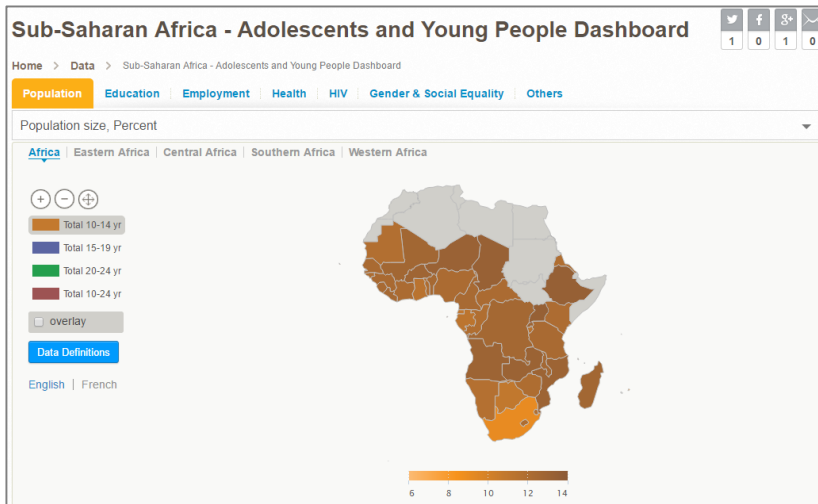 Sub-Saharan Africa - Adolescents and Young People Dashboard
1 0 1 0
Home > Data > Sub-Saharan Africa - Adolescents and Young People Dashboard
Population Education Employment Health HIV Gender & Social Equality Others
Population size, Percent
Africa | Eastern Africa | Central Africa | Southern Africa | Western Africa
Total 10-14 yr
Total 15-19 yr
Total 20-24 yr
Total 10-24 yr
overlay
Data Definitions
English | French
6 8 10 12 14